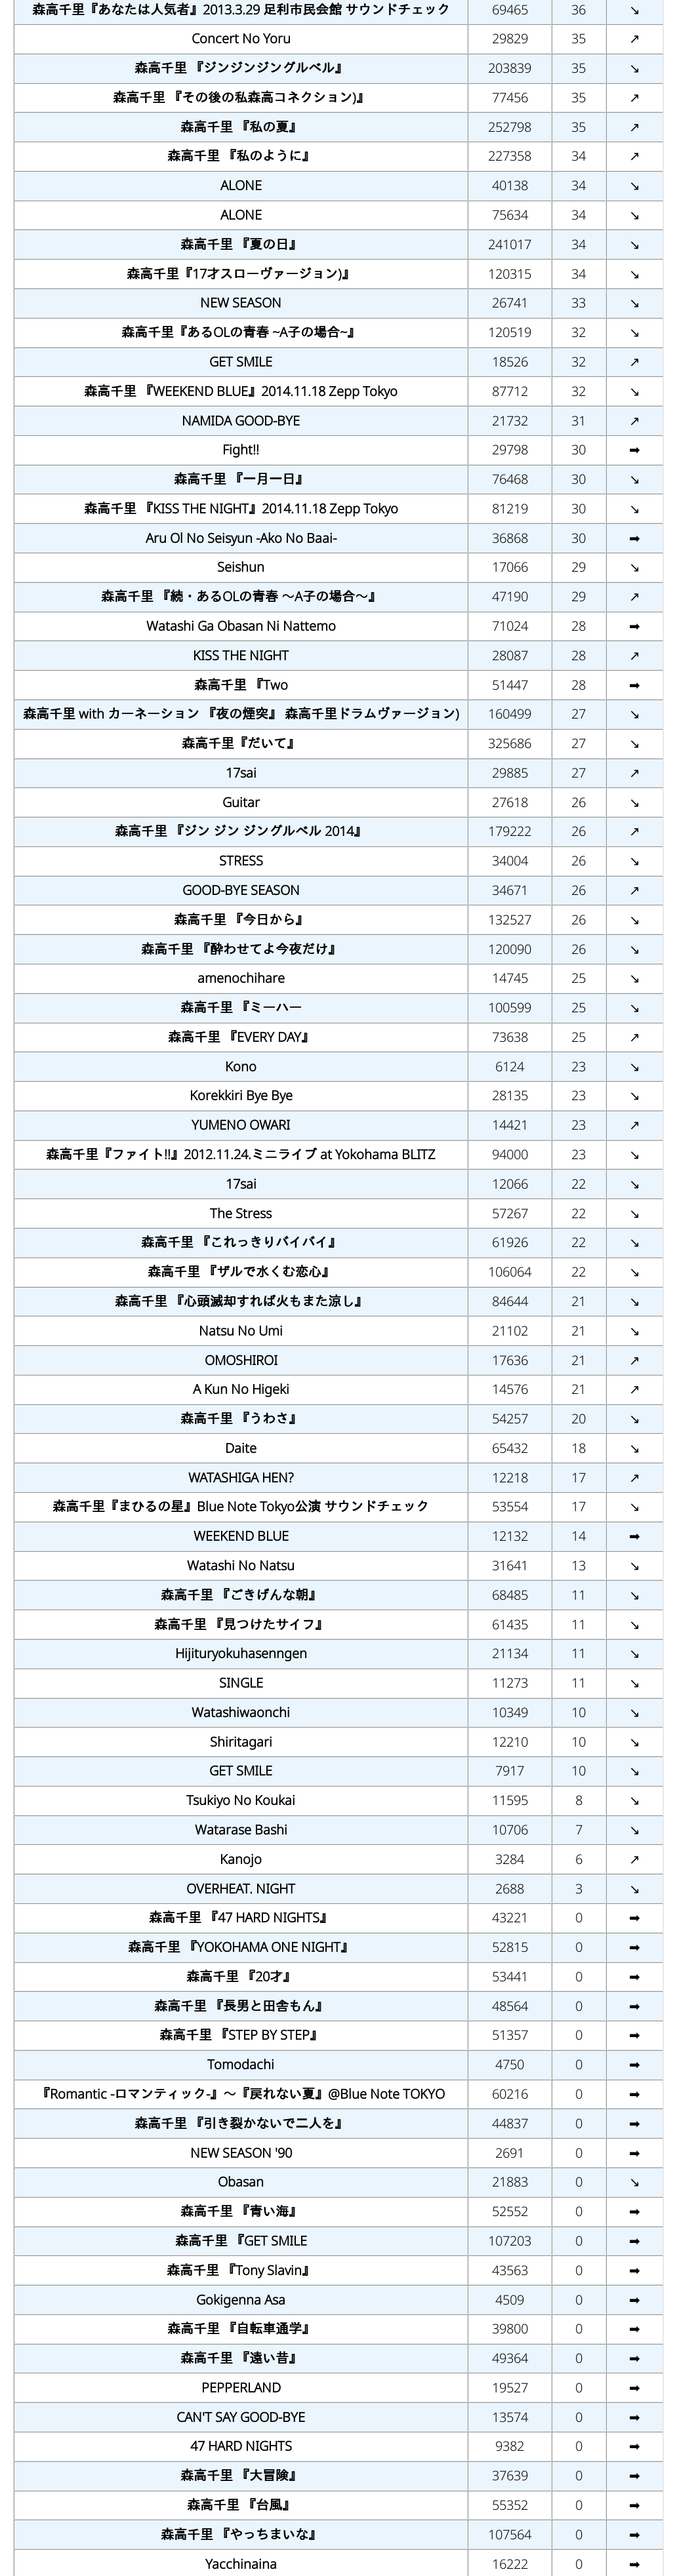 森高千里『あなたは人気者』2013.3.29 足利市民会館 サウンドチェック 69465 36 ↘
Concert No Yoru 29829 35 ↗
森高千里 『ジンジンジングルベル』 203839 35 ↘
森高千里 『その後の私森高コネクション)』 77456 35 ↗
森高千里 『私の夏』 252798 35 ↗
森高千里 『私のように』 227358 34 ↗
ALONE 40138 34 ↘
ALONE 75634 34 ↘
森高千里 『夏の日』 241017 34 ↘
森高千里『17才スローヴァージョン)』 120315 34 ↘
NEW SEASON 26741 33 ↘
森高千里『あるOLの青春 ~A子の場合~』 120519 32 ↘
GET SMILE 18526 32 ↗
森高千里 『WEEKEND BLUE』2014.11.18 Zepp Tokyo 87712 32 ↘
NAMIDA GOOD-BYE 21732 31 ↗
Fight!! 29798 30 ➡
森高千里 『一月一日』 76468 30 ↘
森高千里 『KISS THE NIGHT』2014.11.18 Zepp Tokyo 81219 30 ↘
Aru Ol No Seisyun -Ako No Baai- 36868 30 ➡
Seishun 17066 29 ↘
森高千里 『続・あるOLの青春 〜A子の場合〜』 47190 29 ↗
Watashi Ga Obasan Ni Nattemo 71024 28 ➡
KISS THE NIGHT 28087 28 ↗
森高千里 『Two 51447 28 ➡
森高千里 with カーネーション 『夜の煙突』 森高千里ドラムヴァージョン) 160499 27 ↘
森高千里『だいて』 325686 27 ↘
17sai 29885 27 ↗
Guitar 27618 26 ↘
森高千里 『ジン ジン ジングルベル 2014』 179222 26 ↗
STRESS 34004 26 ↘
GOOD-BYE SEASON 34671 26 ↗
森高千里 『今日から』 132527 26 ↘
森高千里 『酔わせてよ今夜だけ』 120090 26 ↘
amenochihare 14745 25 ↘
森高千里 『ミーハー 100599 25 ↘
森高千里 『EVERY DAY』 73638 25 ↗
Kono 6124 23 ↘
Korekkiri Bye Bye 28135 23 ↘
YUMENO OWARI 14421 23 ↗
森高千里『ファイト!!』2012.11.24.ミニライブ at Yokohama BLITZ 94000 23 ↘
17sai 12066 22 ↘
The Stress 57267 22 ↘
森高千里 『これっきりバイバイ』 61926 22 ↘
森高千里 『ザルで水くむ恋心』 106064 22 ↘
森高千里 『心頭滅却すれば火もまた涼し』 84644 21 ↘
Natsu No Umi 21102 21 ↘
OMOSHIROI 17636 21 ↗
A Kun No Higeki 14576 21 ↗
森高千里 『うわさ』 54257 20 ↘
Daite 65432 18 ↘
WATASHIGA HEN? 12218 17 ↗
森高千里『まひるの星』Blue Note Tokyo公演 サウンドチェック 53554 17 ↘
WEEKEND BLUE 12132 14 ➡
Watashi No Natsu 31641 13 ↘
森高千里 『ごきげんな朝』 68485 11 ↘
森高千里 『見つけたサイフ』 61435 11 ↘
Hijituryokuhasenngen 21134 11 ↘
SINGLE 11273 11 ↘
Watashiwaonchi 10349 10 ↘
Shiritagari 12210 10 ↘
GET SMILE 7917 10 ↘
Tsukiyo No Koukai 11595 8 ↘
Watarase Bashi 10706 7 ↘
Kanojo 3284 6 ↗
OVERHEAT. NIGHT 2688 3 ↘
森高千里 『47 HARD NIGHTS』 43221 0 ➡
森高千里 『YOKOHAMA ONE NIGHT』 52815 0 ➡
森高千里 『20才』 53441 0 ➡
森高千里 『長男と田舎もん』 48564 0 ➡
森高千里 『STEP BY STEP』 51357 0 ➡
Tomodachi 4750 0 ➡
『Romantic -ロマンティック-』〜『戻れない夏』@Blue Note TOKYO 60216 0 ➡
森高千里 『引き裂かないで二人を』 44837 0 ➡
NEW SEASON '90 2691 0 ➡
Obasan 21883 0 ↘
森高千里 『青い海』 52552 0 ➡
森高千里 『GET SMILE 107203 0 ➡
森高千里 『Tony Slavin』 43563 0 ➡
Gokigenna Asa 4509 0 ➡
森高千里 『自転車通学』 39800 0 ➡
森高千里 『遠い昔』 49364 0 ➡
PEPPERLAND 19527 0 ➡
CAN'T SAY GOOD-BYE 13574 0 ➡
47 HARD NIGHTS 9382 0 ➡
森高千里 『大冒険』 37639 0 ➡
森高千里 『台風』 55352 0 ➡
森高千里 『やっちまいな』 107564 0 ➡
Yacchinaina 16222 0 ➡